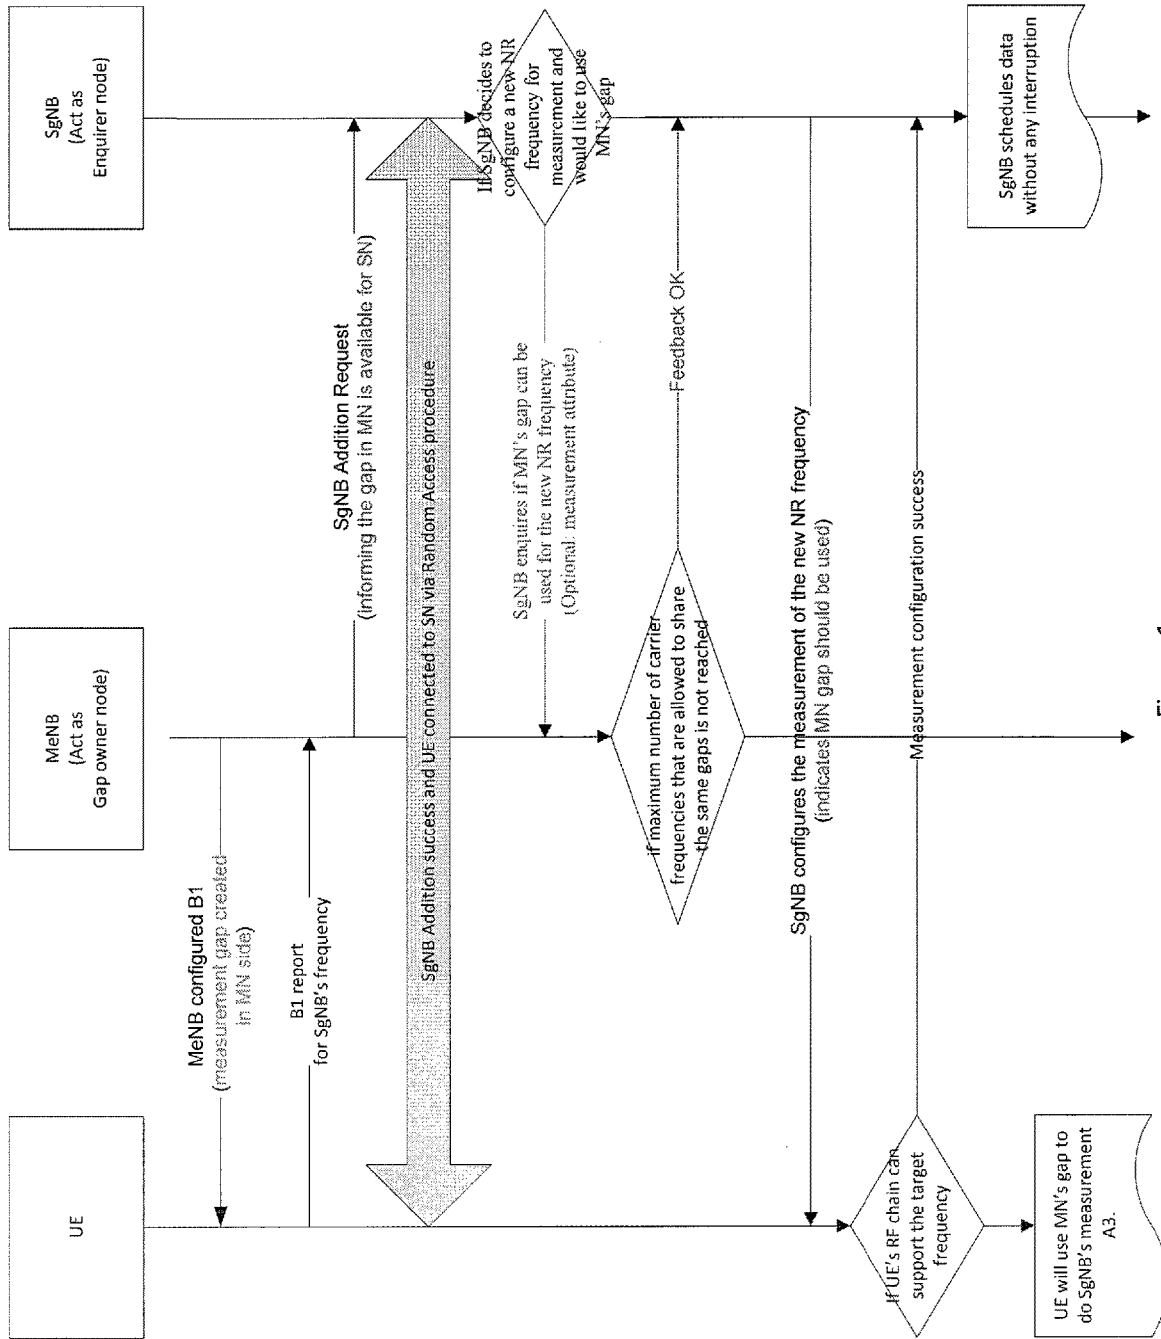 UE
MeNB
(Act as
Gap owner node)
SgNB
(Act as
Enquirer node)
MeNB configured B1
(measurement gap created
in MN side)
B1 report
for SgNB's frequency
SgNB Addition Request
(informing the gap in MN is available for SN)
SgNB Addition success and UE connected to SN via Random Access procedure
If SgNB decides to
configure a new NR
frequency for
measurement and
would like to use
MN's gap
SgNB enquires if MN's gap can be
used for the new NR frequency
(Optional: measurement attribute)
if maximum number of carrier
frequencies that are allowed to share
the same gaps is not reached
Feedback OK
SgNB configures the measurement of the new NR frequency
(indicates MN gap should be used)
If UE's RF chain can
support the target
frequency
Measurement configuration success
SgNB schedules data
without any interruption
UE will use MN's gap to
do SgNB's measurement
A3.